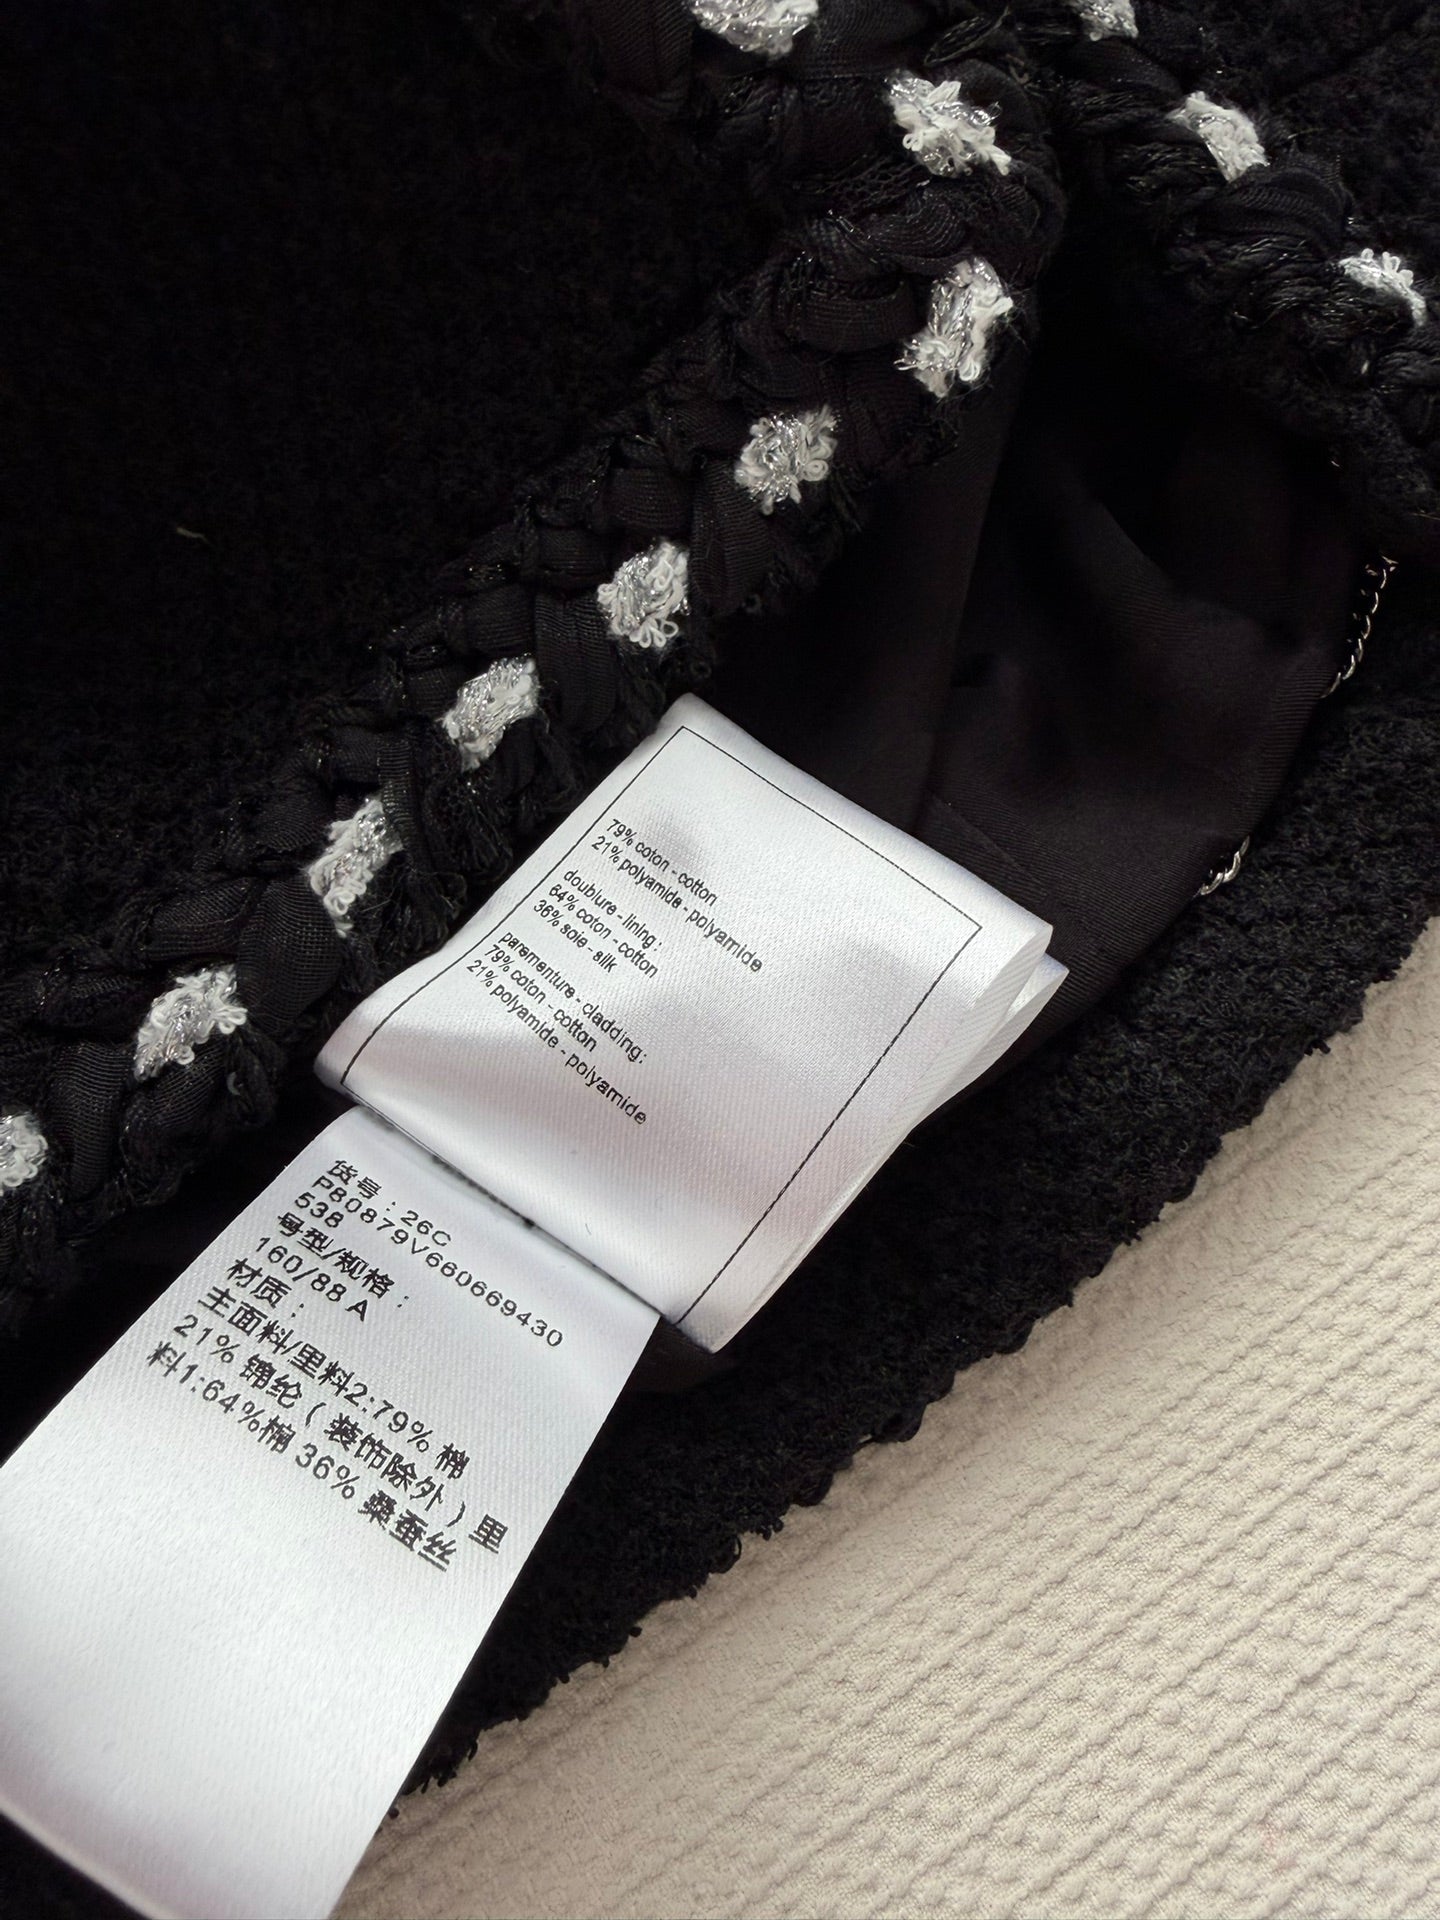 79% coton - cotton
21% polyamide - polyamide
doublure - lining :
64% coton - cotton
36% soie - silk
parementure - cladding:
79% coton - cotton
21% polyamide - polyamide
货号：26C
P80879V66066943​0
538
号型/规格：
160/88 A
材质：
主面料/里料2:79% 棉
21% 锦纶（装饰除外）里
料1:64%棉 36% 桑蚕丝